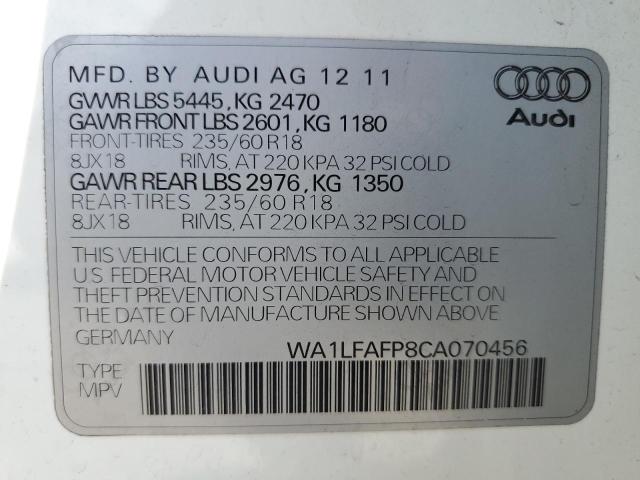 MFD. BY AUDI AG 12 11
GVWR LBS 5445, KG 2470
GAWR FRONT LBS 2601, KG 1180
FRONT-TIRES 235/60 R18
8JX18 RIMS, AT 220 KPA 32 PSI COLD
GAWR REAR LBS 2976, KG 1350
REAR-TIRES 235/60 R18
8JX18 RIMS, AT 220 KPA 32 PSI COLD
Audi
THIS VEHICLE CONFORMS TO ALL APPLICABLE
U.S. FEDERAL MOTOR VEHICLE SAFETY AND
THEFT PREVENTION STANDARDS IN EFFECT ON
THE DATE OF MANUFACTURE SHOWN ABOVE
GERMANY
WA1LFAFP8CA070456
TYPE
MPV